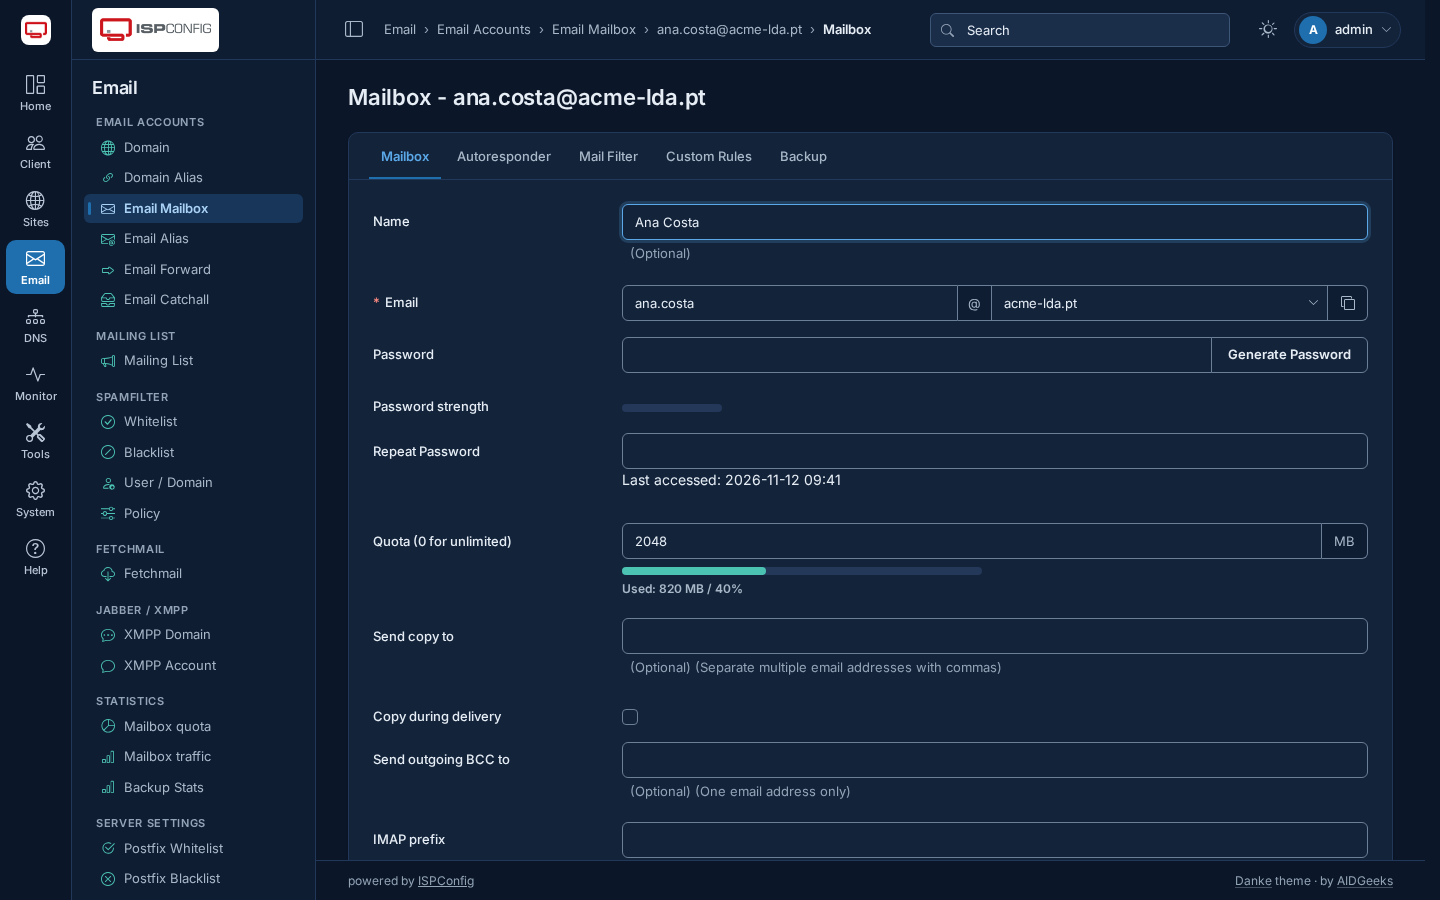 ISPCONFIG
Home
Client
Sites
Email
DNS
Monitor
Tools
System
Help
Email
EMAIL ACCOUNTS
Domain
Domain Alias
Email Mailbox
Email Alias
Email Forward
Email Catchall
MAILING LIST
Mailing List
SPAMFILTER
Whitelist
Blacklist
User / Domain
Policy
FETCHMAIL
Fetchmail
JABBER / XMPP
XMPP Domain
XMPP Account
STATISTICS
Mailbox quota
Mailbox traffic
Backup Stats
SERVER SETTINGS
Postfix Whitelist
Postfix Blacklist
Email › Email Accounts › Email Mailbox › ana.costa@acme-lda.pt › Mailbox
Search
A admin
Mailbox - ana.costa@acme-lda.pt
Mailbox Autoresponder Mail Filter Custom Rules Backup
Name Ana Costa
(Optional)
* Email ana.costa @ acme-lda.pt
Password Generate Password
Password strength
Repeat Password
Last accessed: 2026-11-12 09:41
Quota (0 for unlimited) 2048 MB
Used: 820 MB / 40%
Send copy to
(Optional) (Separate multiple email addresses with commas)
Copy during delivery
Send outgoing BCC to
(Optional) (One email address only)
IMAP prefix
powered by ISPConfig
Danke theme · by AIDGeeks